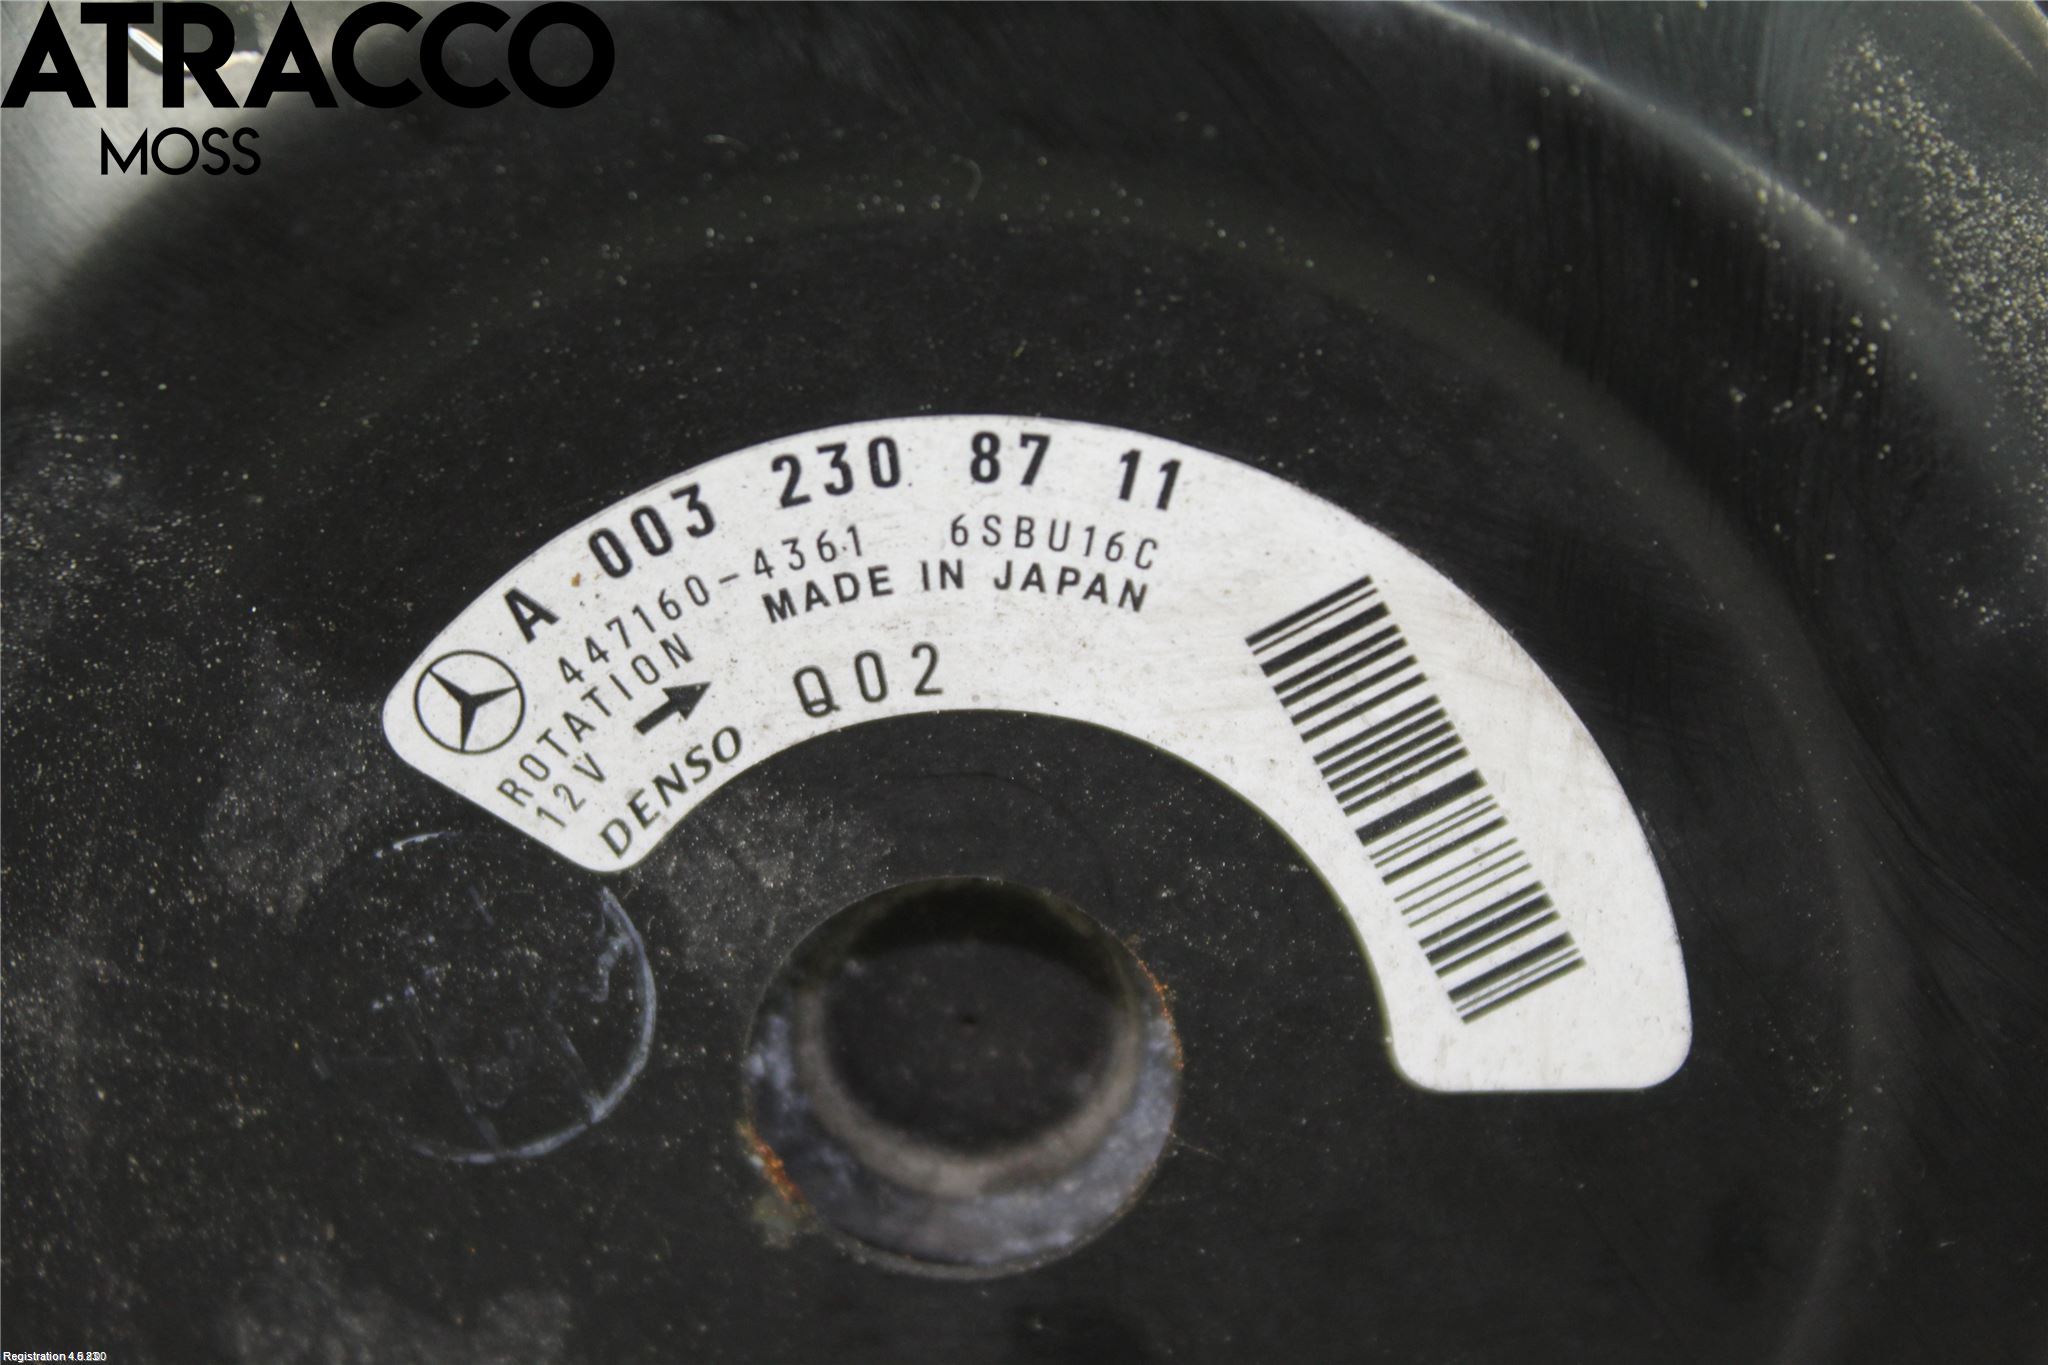 ATRACCO
MOSS
A 003 230 87 11
447160-4361 6SBU16C
ROTATION MADE IN JAPAN
12V
DENSO Q02